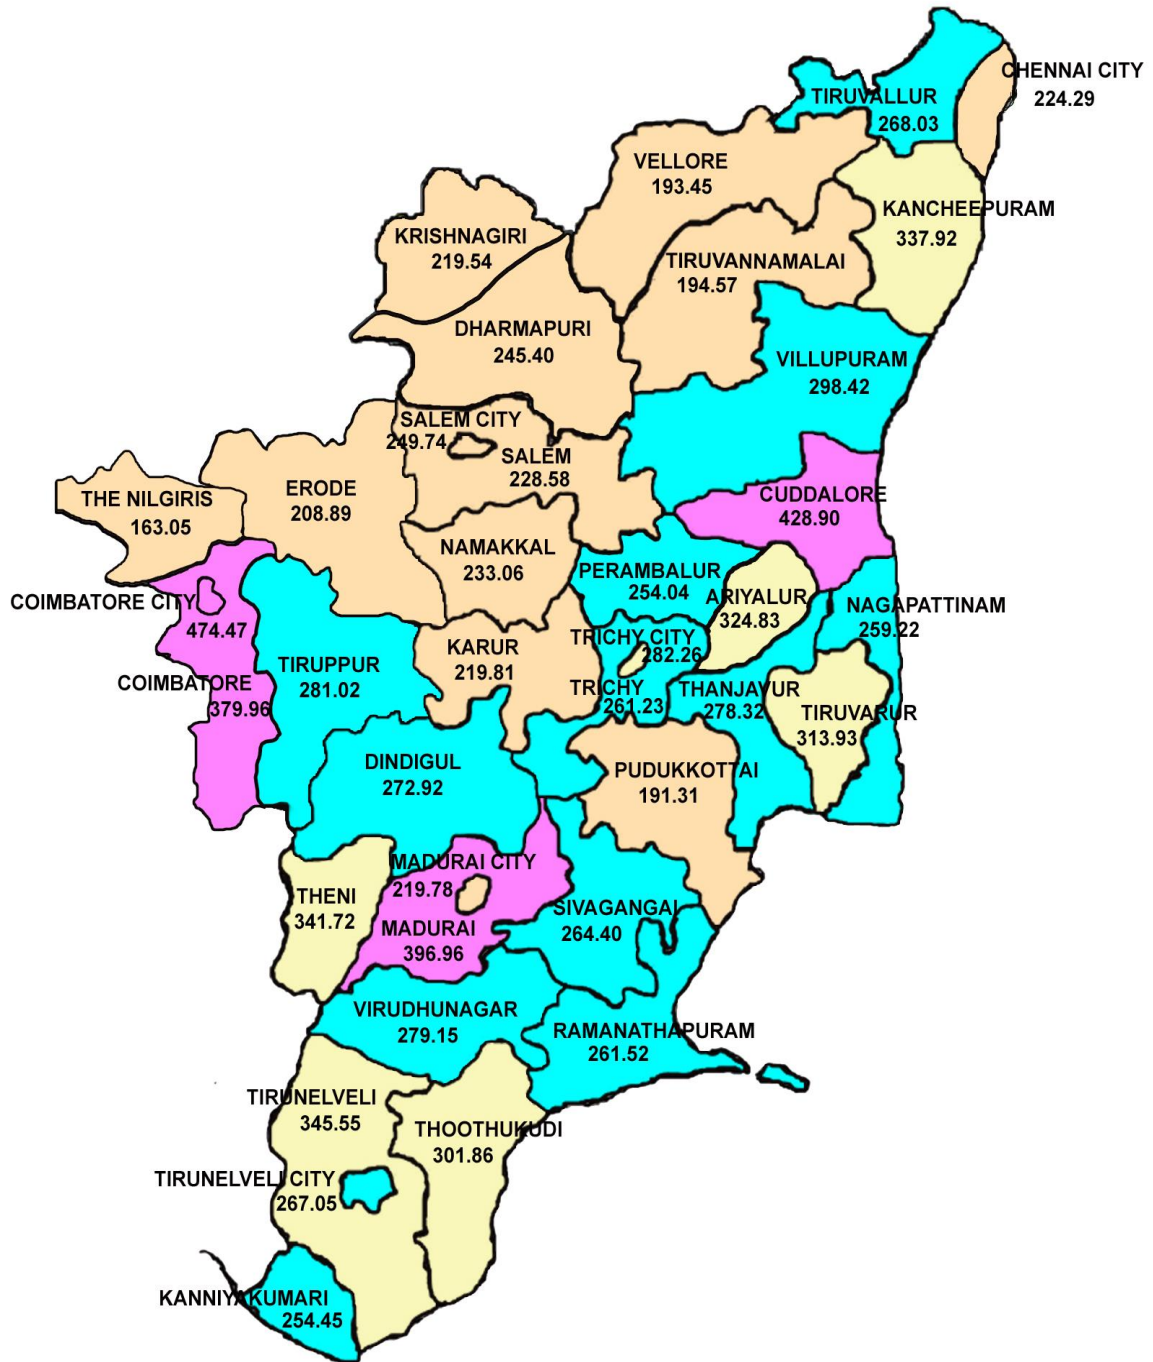 CHENNAI CITY
224.29
TIRUVALLUR
268.03
VELLORE
193.45
KANCHEEPURAM
337.92
KRISHNAGIRI
219.54
TIRUVANNAMALAI
194.57
DHARMAPURI
245.40
VILLUPURAM
298.42
SALEM CITY
249.74
SALEM
228.58
THE NILGIRIS
163.05
ERODE
208.89
CUDDALORE
428.90
NAMAKKAL
233.06
PERAMBALUR
254.04
ARIYALUR
324.83
COIMBATORE CITY
474.47
NAGAPATTINAM
259.22
TRICHY CITY
282.26
KARUR
219.81
TIRUPPUR
281.02
COIMBATORE
379.96
TRICHY
261.23
THANJAVUR
278.32
TIRUVARUR
313.93
DINDIGUL
272.92
PUDUKKOTTAI
191.31
MADURAI CITY
219.78
THENI
341.72
SIVAGANGAI
264.40
MADURAI
396.96
VIRUDHUNAGAR
279.15
RAMANATHAPURAM
261.52
TIRUNELVELI
345.55
THOOTHUKUDI
301.86
TIRUNELVELI CITY
267.05
KANNIYAKUMARI
254.45